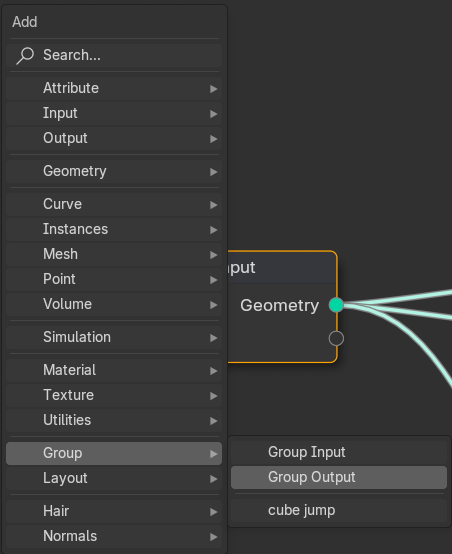 Add
Search...
Attribute
Input
Output
Geometry
Curve
Instances
Mesh
Point
Volume
Simulation
Material
Texture
Utilities
Group
Layout
Hair
Normals
nput
Geometry
Group Input
Group Output
cube jump